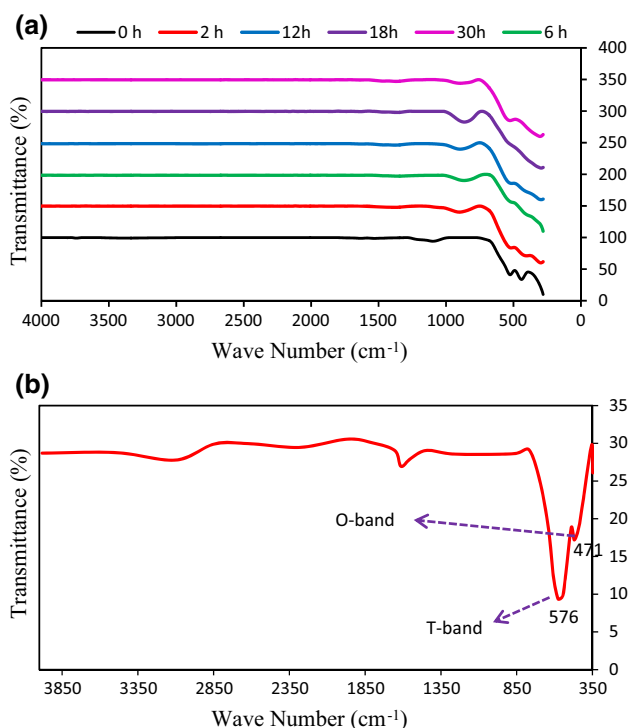 (a)
0 h 2 h 12h 18h 30h 6 h
400
350
300
250
200
150
100
50
0
Transmittance (%)
4000 3500 3000 2500 2000 1500 1000 500 0
Wave Number (cm-1)
(b)
35
30
25
20
15
10
5
0
Transmittance (%)
O-band
471
T-band
576
3850 3350 2850 2350 1850 1350 850 350
Wave Number (cm-1)